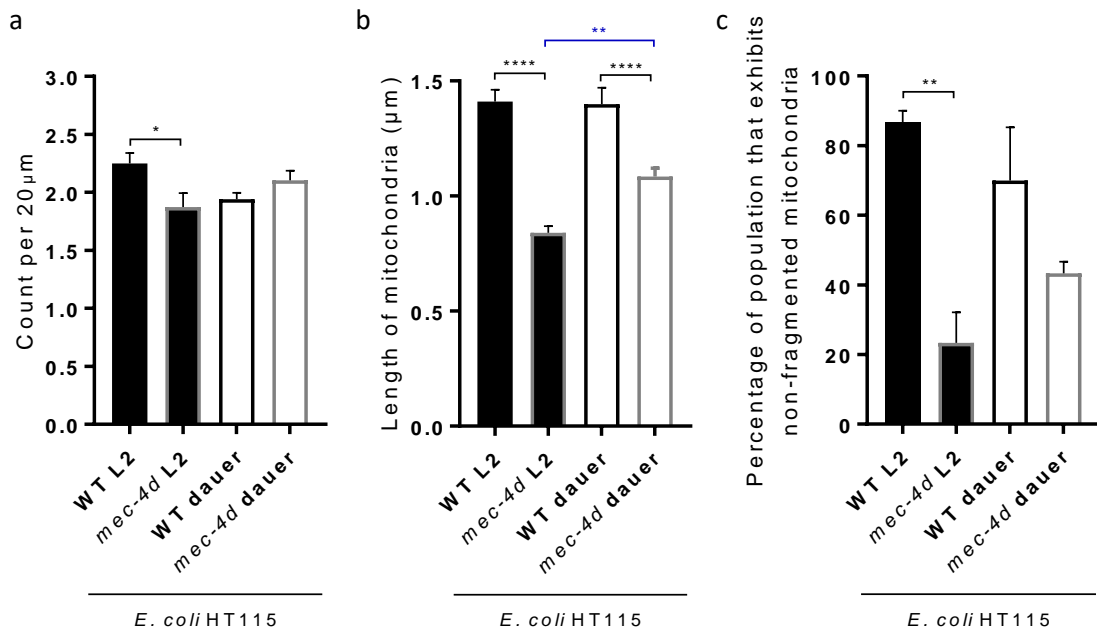 a
Count per 20μm
3.0
2.5
2.0
1.5
1.0
0.5
0.0
*
WT L2
mec-4d L2
WT dauer
mec-4d dauer
E. coli HT115
b
Length of mitochondria (μm)
1.5
1.0
0.5
0.0
**
****
****
WT L2
mec-4d L2
WT dauer
mec-4d dauer
E. coli HT115
c
Percentage of population that exhibits
non-fragmented mitochondria
100
80
60
40
20
0
**
WT L2
mec-4d L2
WT dauer
mec-4d dauer
E. coli HT115